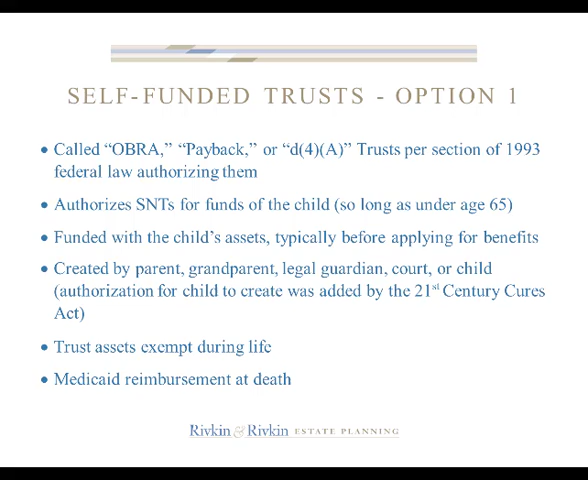 SELF-FUNDED TRUSTS - OPTION 1
• Called “OBRA,” “Payback,” or “d(4)(A)” Trusts per section of 1993
federal law authorizing them
• Authorizes SNTs for funds of the child (so long as under age 65)
• Funded with the child’s assets, typically before applying for benefits
• Created by parent, grandparent, legal guardian, court, or child
(authorization for child to create was added by the 21st Century Cures
Act)
• Trust assets exempt during life
• Medicaid reimbursement at death
Rivkin & Rivkin ESTATE PLANNING